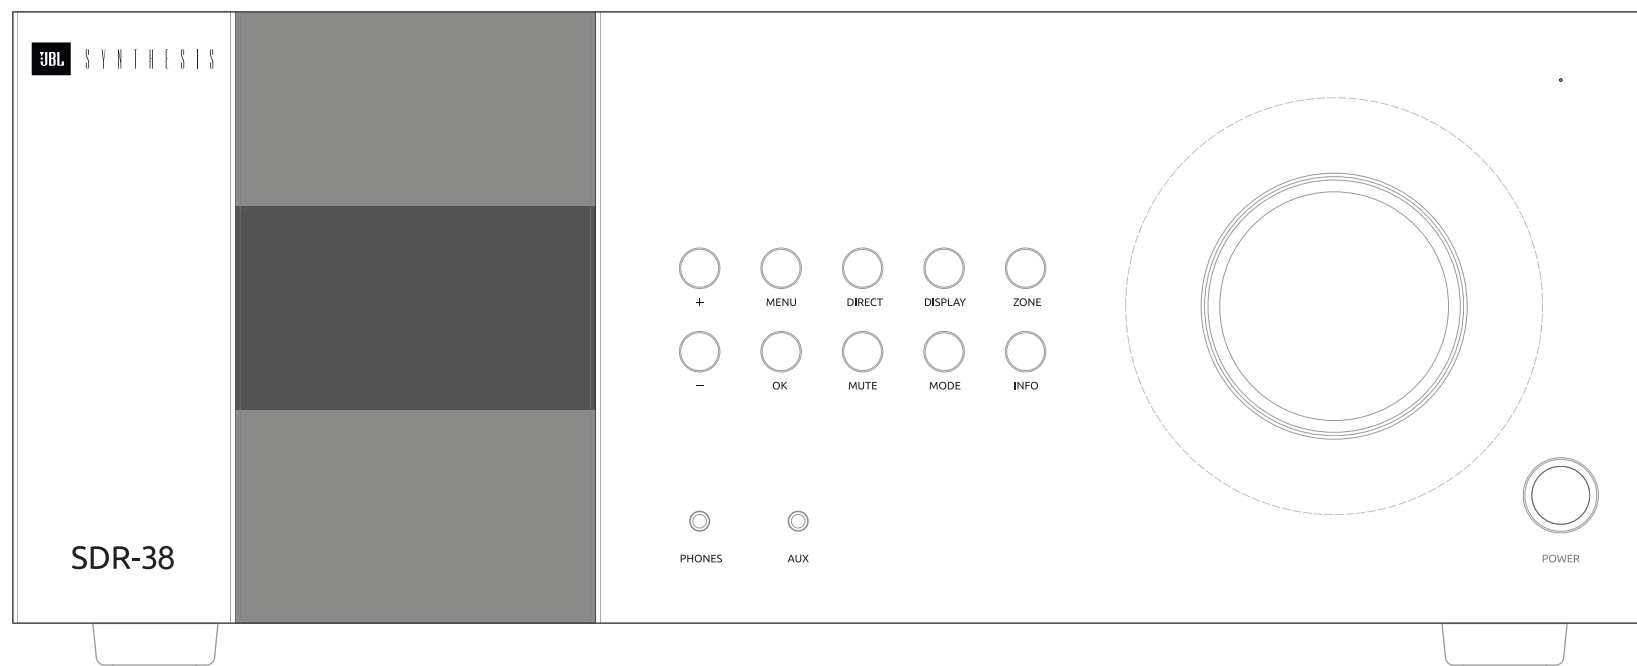 JBL SYNTHESIS
+ MENU DIRECT DISPLAY ZONE
– OK MUTE MODE INFO
PHONES AUX
SDR-38
POWER